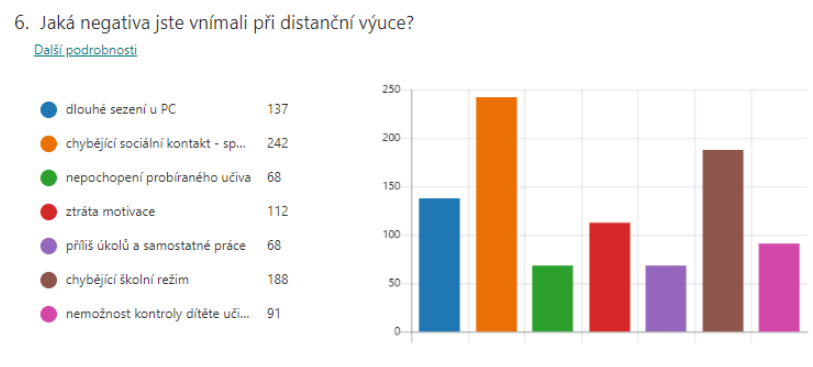 6. Jaká negativa jste vnímali při distanční výuce?
Další podrobnosti
dlouhé sezení u PC 137
chybějící sociální kontakt - sp... 242
nepochopení probíraného učiva 68
ztráta motivace 112
příliš úkolů a samostatné práce 68
chybějící školní režim 188
nemožnost kontroly dítěte uči... 91
250
200
150
100
50
0